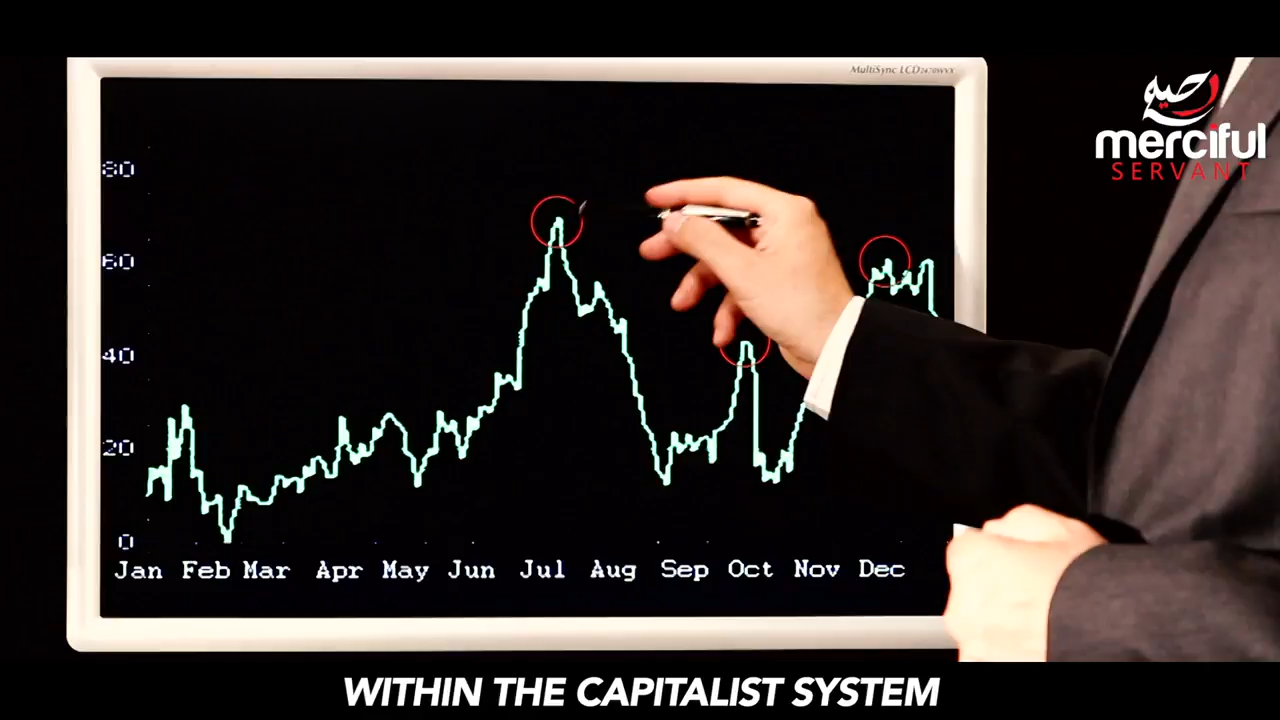 MultiSync LCD2470WVX
رحيم
merciful
SERVANT
80
60
40
20
0
Jan Feb Mar Apr May Jun Jul Aug Sep Oct Nov Dec
WITHIN THE CAPITALIST SYSTEM